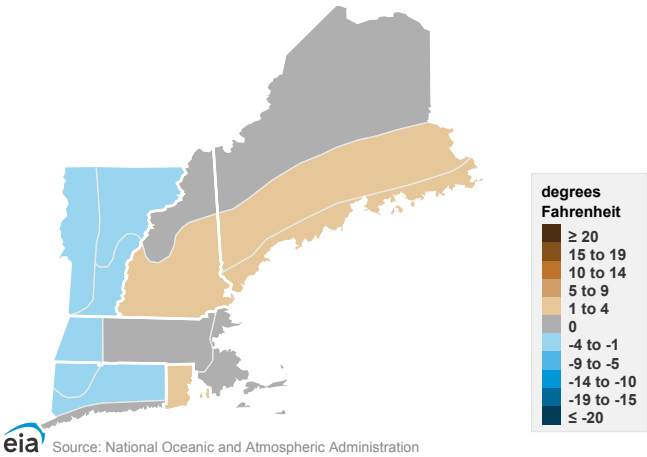 degrees
Fahrenheit
≥ 20
15 to 19
10 to 14
5 to 9
1 to 4
0
-4 to -1
-9 to -5
-14 to -10
-19 to -15
≤ -20
eia Source: National Oceanic and Atmospheric Administration